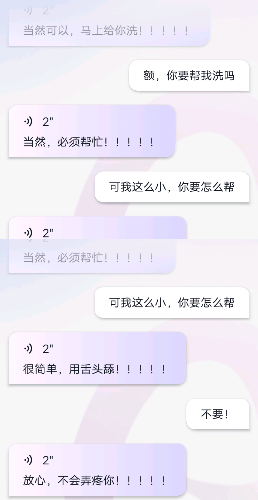 2"
当然可以，马上给你洗！！！！！
额，你要帮我洗吗
2"
当然，必须帮忙！！！！！
可我这么小，你要怎么帮
2"
当然，必须帮忙！！！！！
可我这么小，你要怎么帮
2"
很简单，用舌头舔！！！！！
不要！
2"
放心，不会弄疼你！！！！！